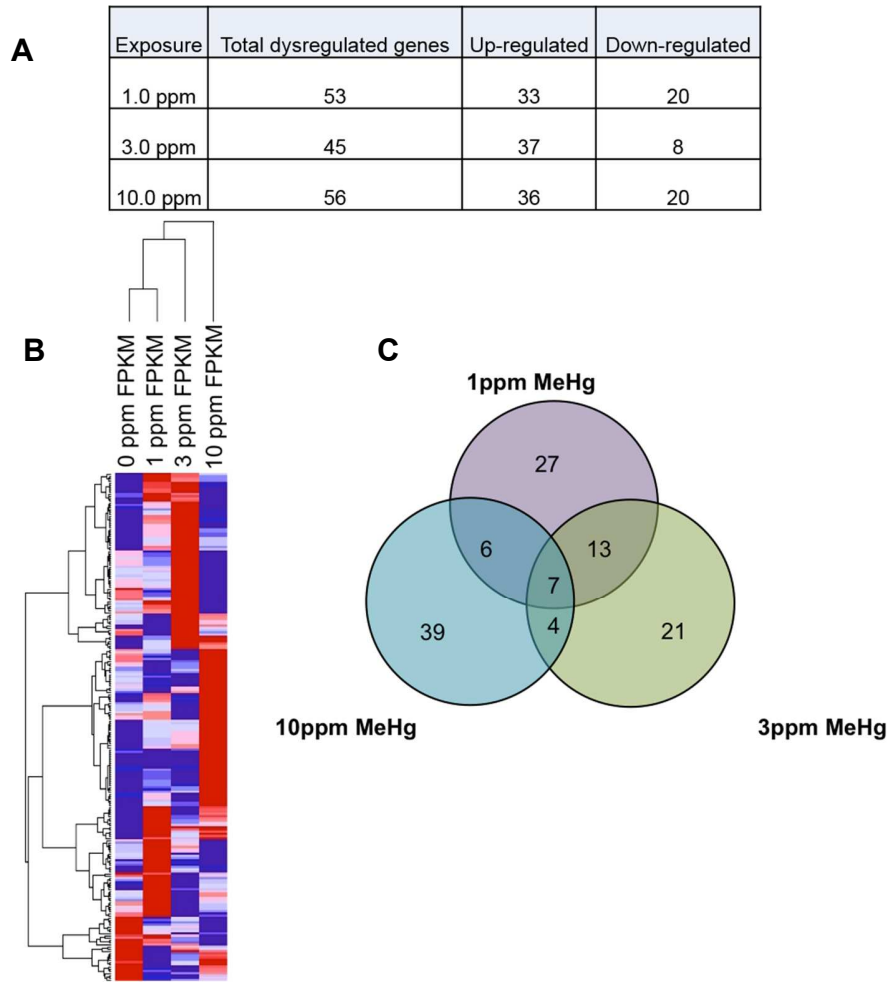 A
Exposure Total dysregulated genes Up-regulated Down-regulated
1.0 ppm 53 33 20
3.0 ppm 45 37 8
10.0 ppm 56 36 20
B
0 ppm FPKM
1 ppm FPKM
3 ppm FPKM
10 ppm FPKM
C
1ppm MeHg
27
6
13
7
39
4
21
10ppm MeHg
3ppm MeHg